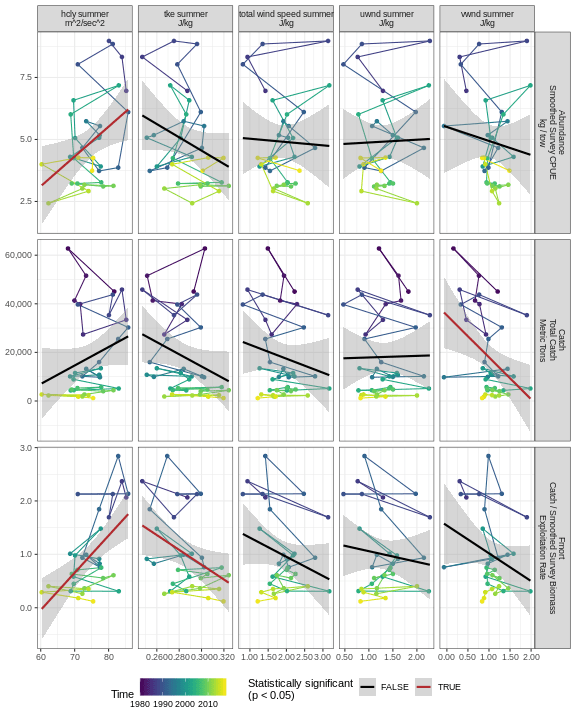 hdly summer
m^2/sec^2
tke summer
J/kg
total wind speed summer
J/kg
uwnd summer
J/kg
vwnd summer
J/kg
7.5
5.0
2.5
Abundance
Smoothed Survey CPUE
kg / tow
60,000
40,000
20,000
0
Catch
Total Catch
Metric Tons
3.0
2.0
1.0
0.0
Fmort
Catch / Smoothed Survey Biomass
Exploitation Rate
60 70 80
0.260 0.280 0.300 0.320
1.00 1.50 2.00 2.50 3.00
0.50 1.00 1.50 2.00
0.00 0.50 1.00 1.50 2.00
Time
1980 1990 2000 2010
Statistically significant
(p < 0.05)
FALSE
TRUE